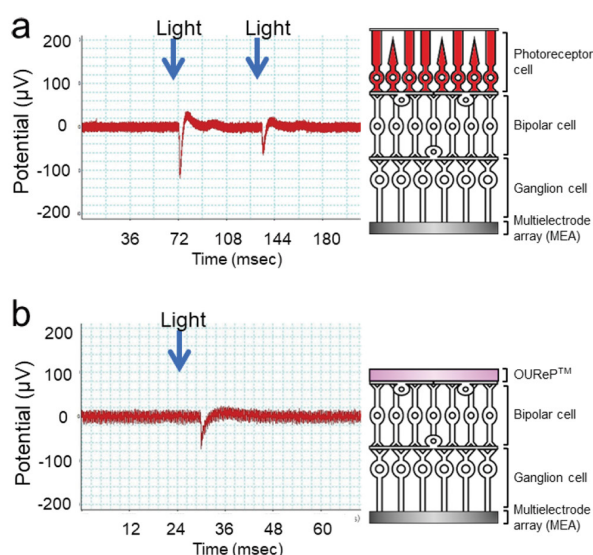 a
Light
Light
200
100
0
-100
-200
Potential (µV)
36
72
108
144
180
Time (msec)
Photoreceptor
cell
Bipolar cell
Ganglion cell
Multielectrode
array (MEA)
b
Light
200
100
0
-100
-200
Potential (µV)
12
24
36
48
60
Time (msec)
OUReP™
Bipolar cell
Ganglion cell
Multielectrode
array (MEA)